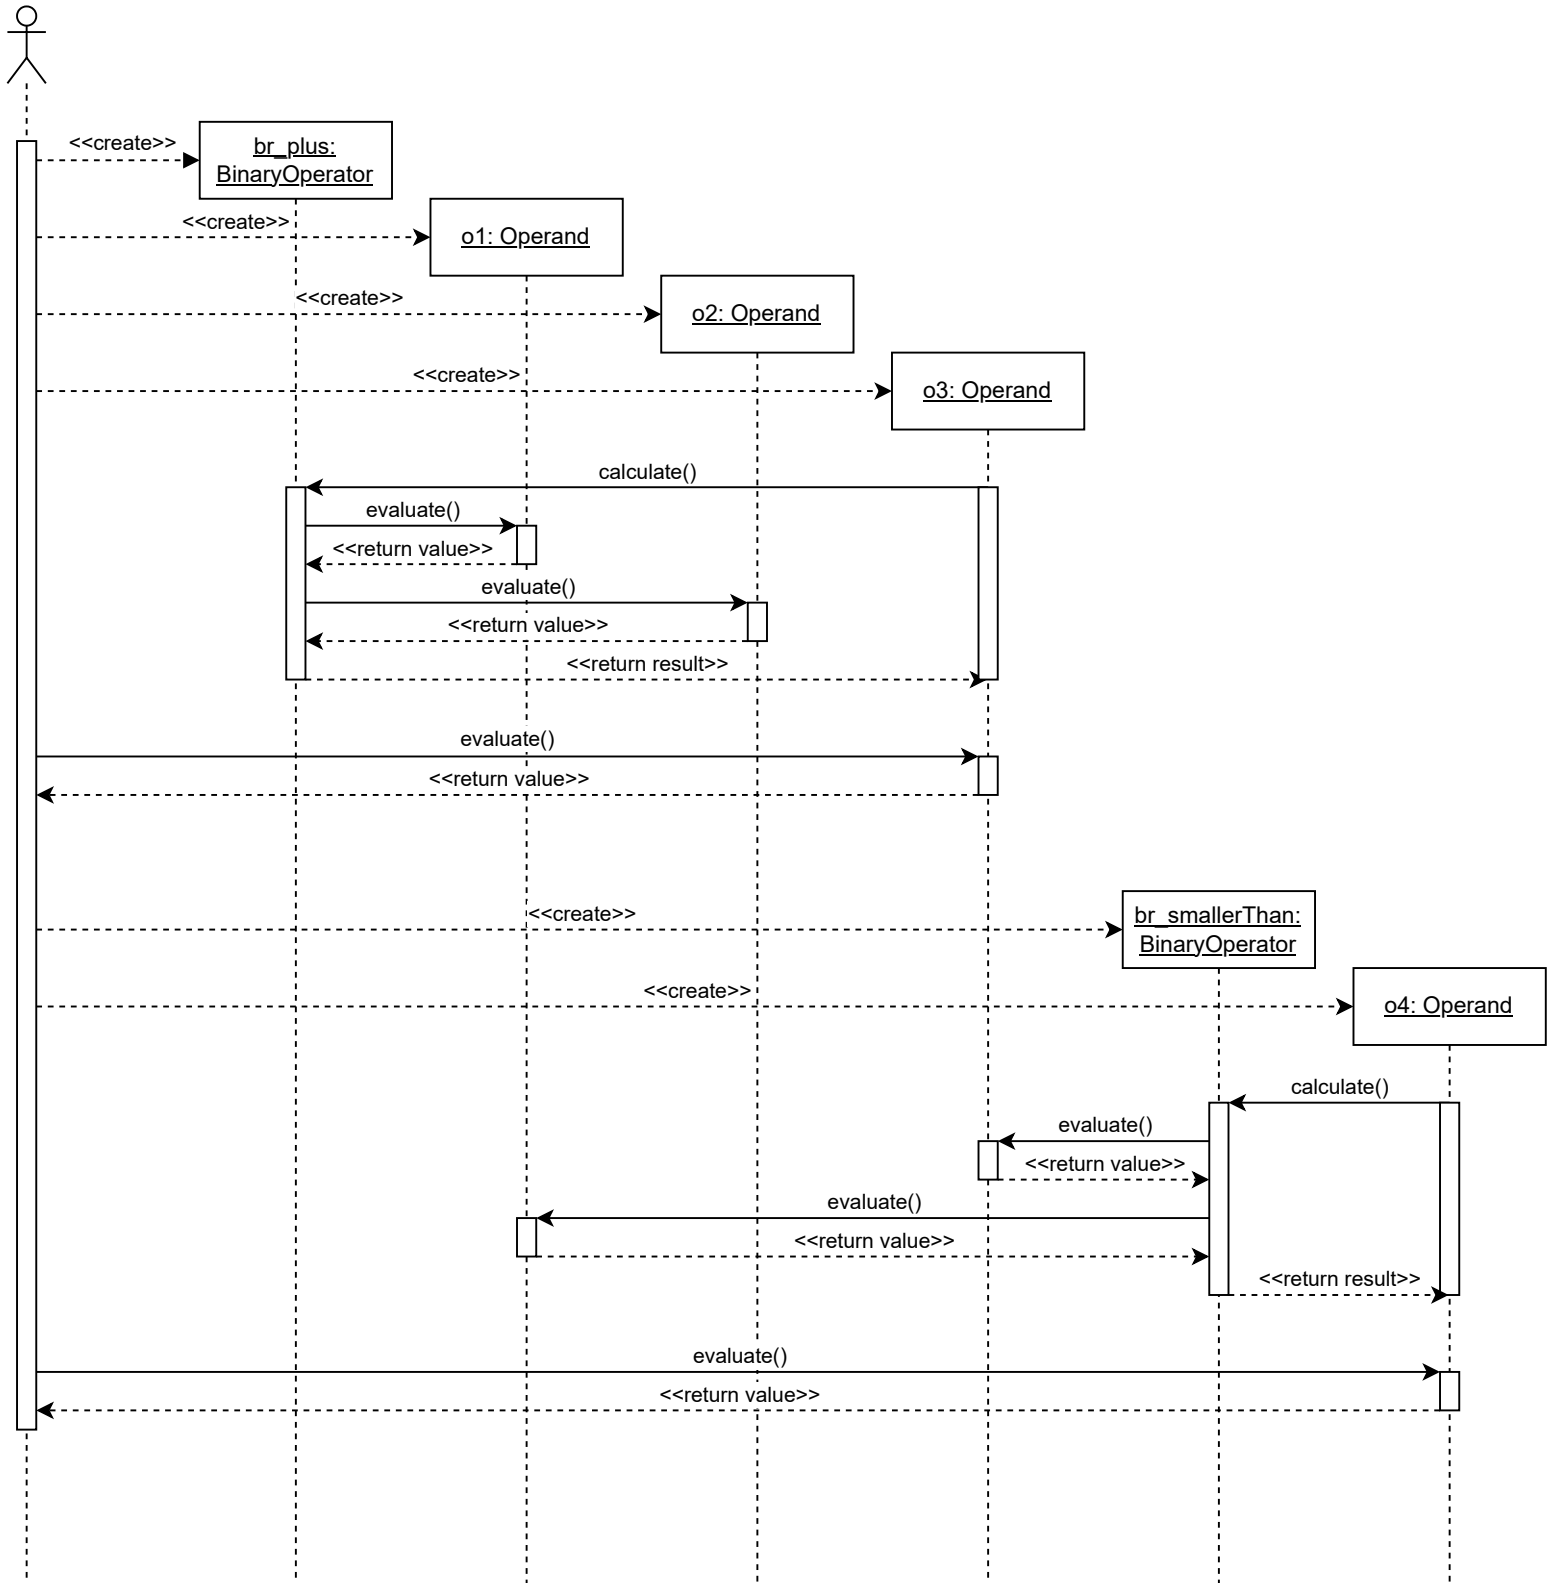 <<create>>
br_plus:
BinaryOperator
<<create>>
o1: Operand
<<create>>
o2: Operand
<<create>>
o3: Operand
calculate()
evaluate()
<<return value>>
evaluate()
<<return value>>
<<return result>>
evaluate()
<<return value>>
<<create>>
br_smallerThan:
BinaryOperator
<<create>>
o4: Operand
calculate()
evaluate()
<<return value>>
evaluate()
<<return value>>
<<return result>>
evaluate()
<<return value>>